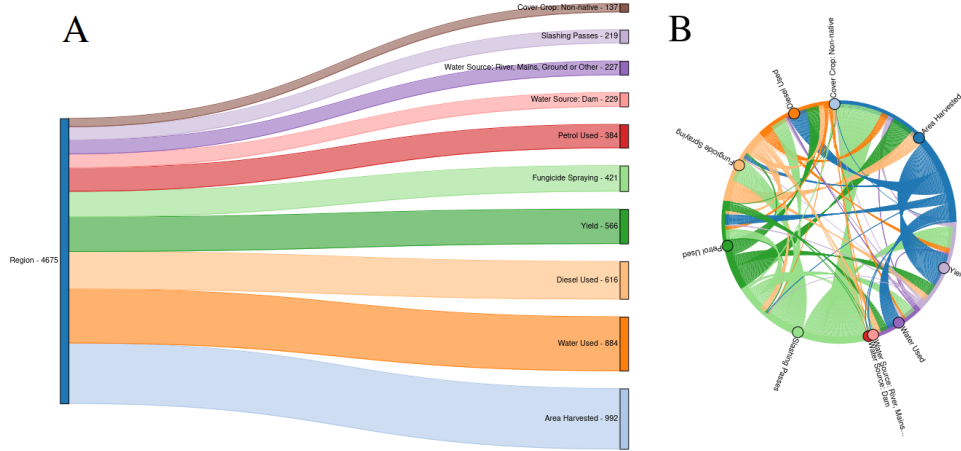 A
Cover Crop: Non-native - 137
Slashing Passes - 219
Water Source: River, Mains, Ground or Other - 227
Water Source: Dam - 229
Petrol Used - 384
Fungicide Spraying - 421
Yield - 566
Region - 4675
Diesel Used - 616
Water Used - 884
Area Harvested - 992
B
Cover Crop: Non-native
Diesel Used
Area Harvested
Fungicide Spraying
Petrol Used
Yiel
Slashing Passes
Water Used
Water Source: River, Mains...
Water Source: Dam